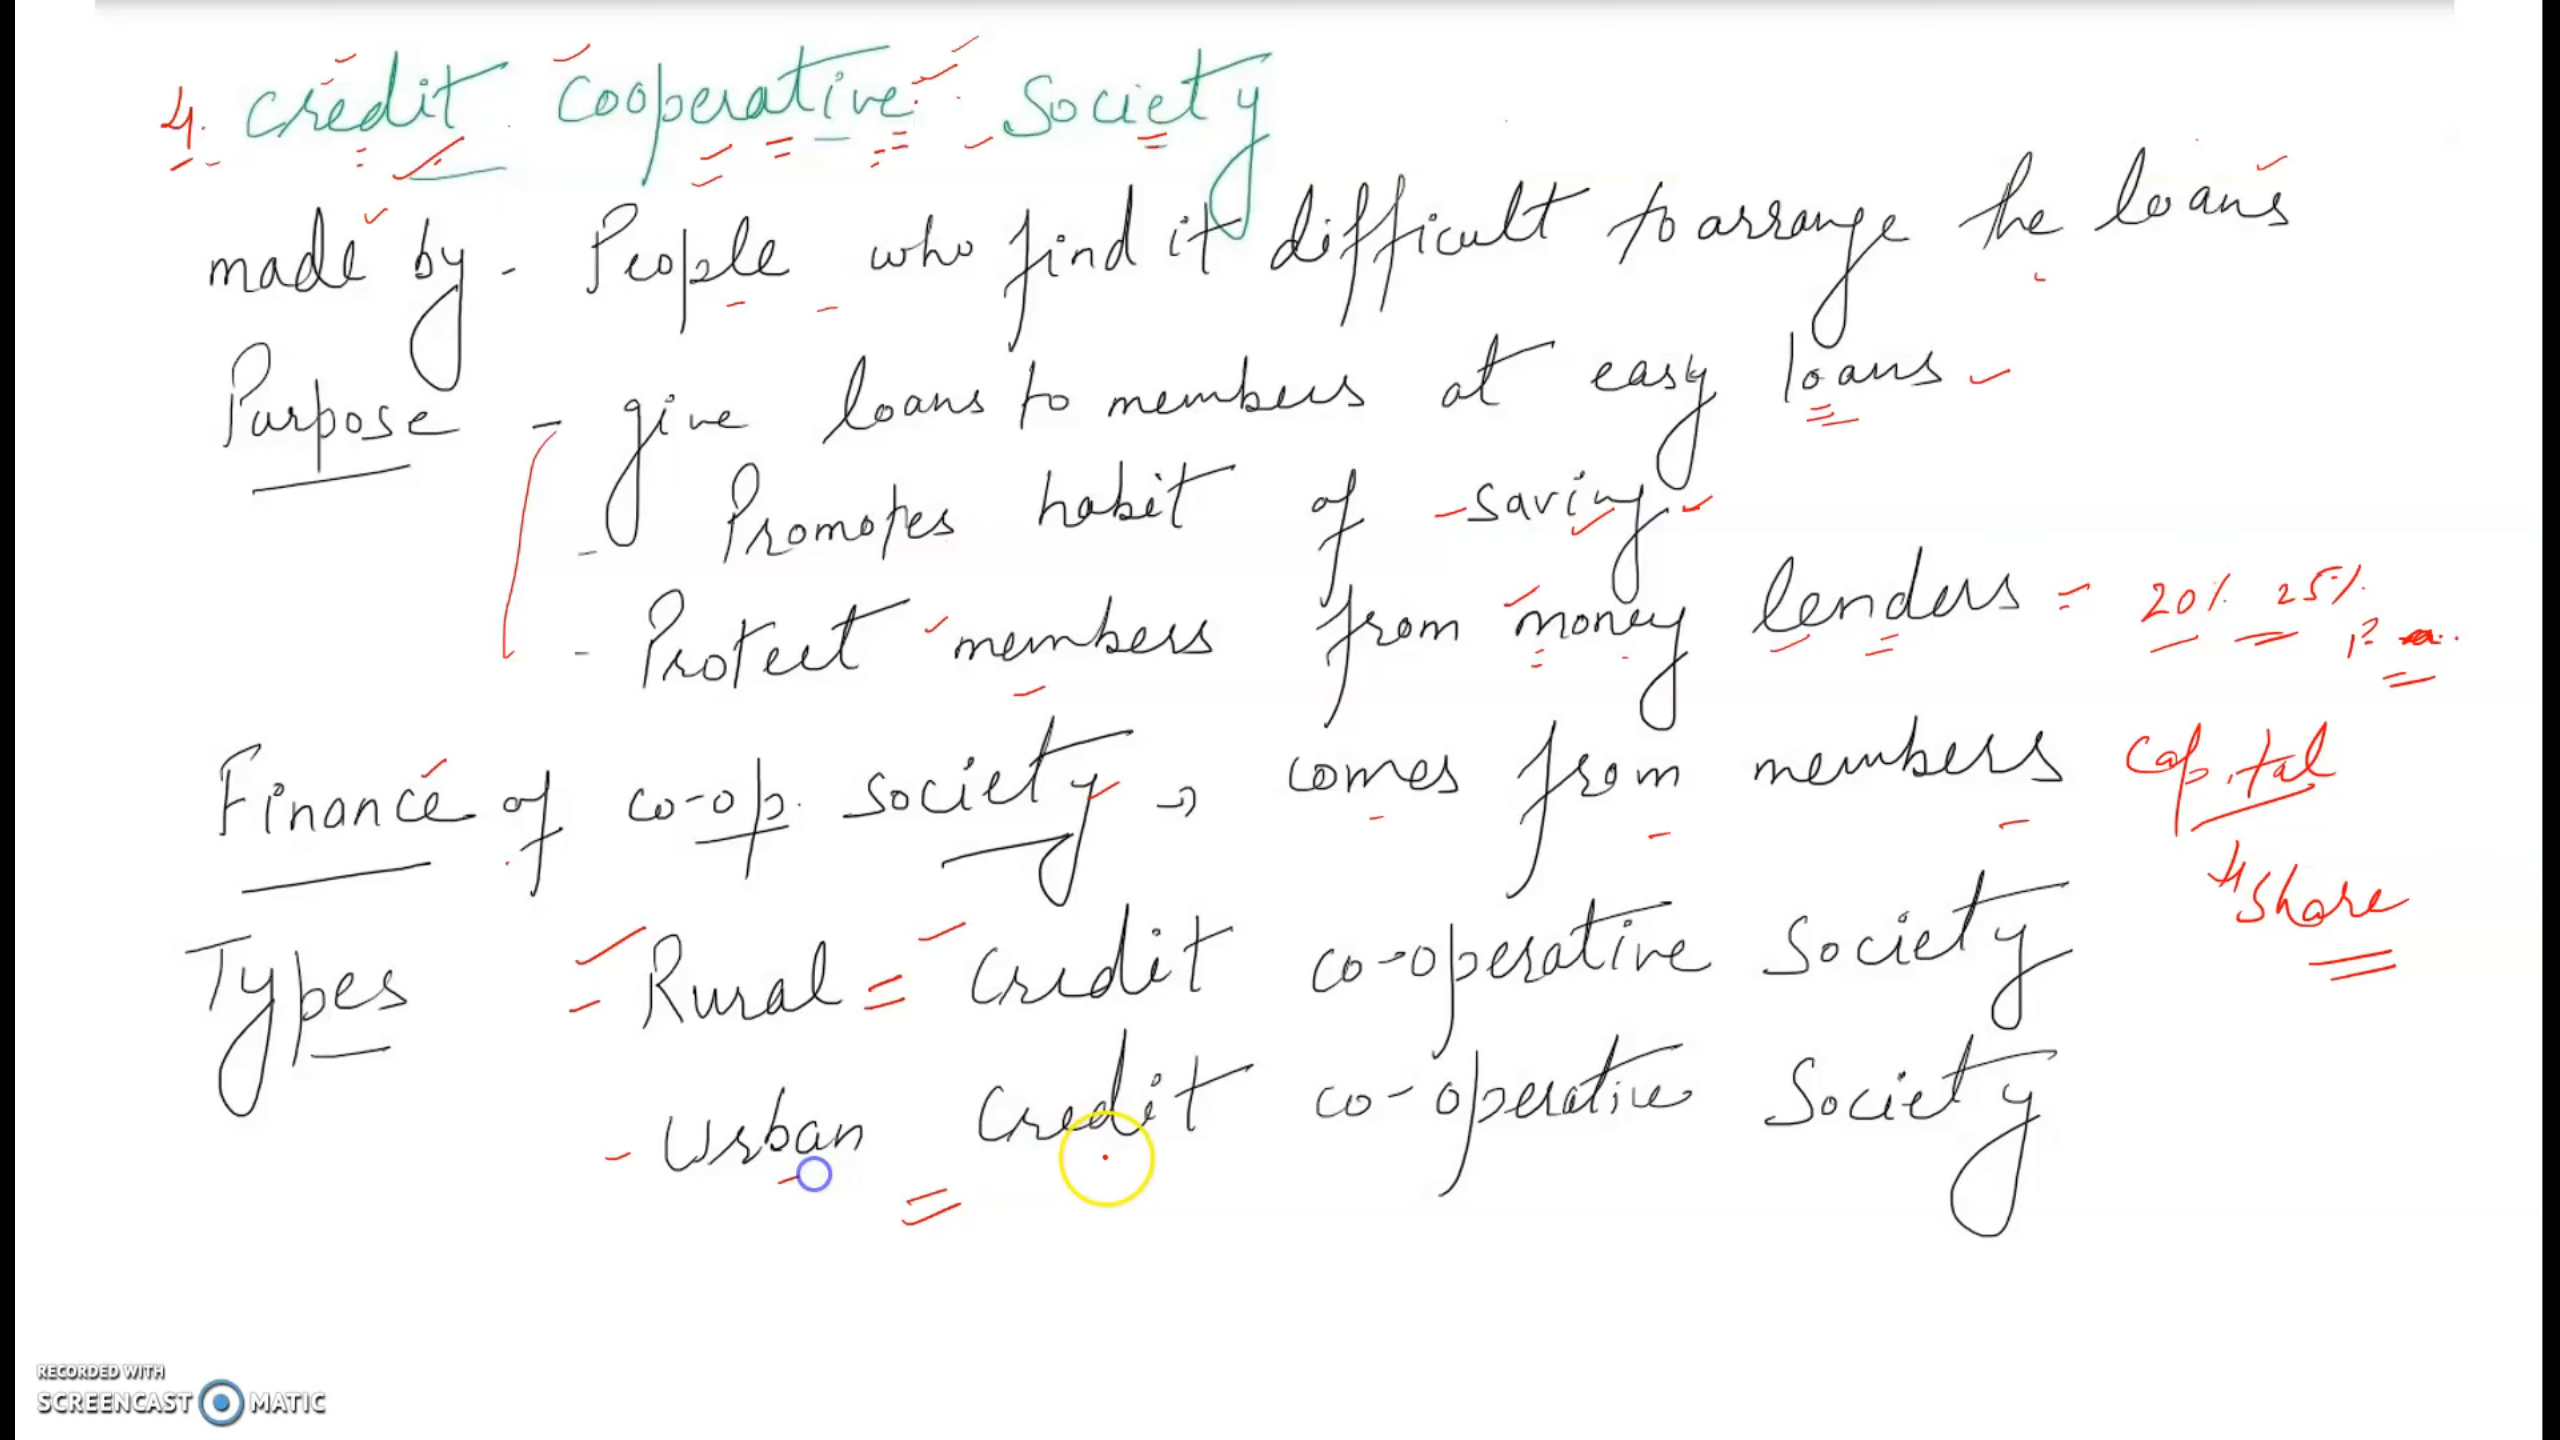 4. Credit Cooperative Society
made by - People who find it difficult to arrange the loans
Purpose - give loans to members at easy loans
- Promotes habit of saving.
- Protect members from money lenders = 20% 25% P.a.
Finance of co-op. society → comes from members Capital
Share
Types - Rural Credit co-operative Society
- Urban Credit co-operative Society
RECORDED WITH
SCREENCAST MATIC